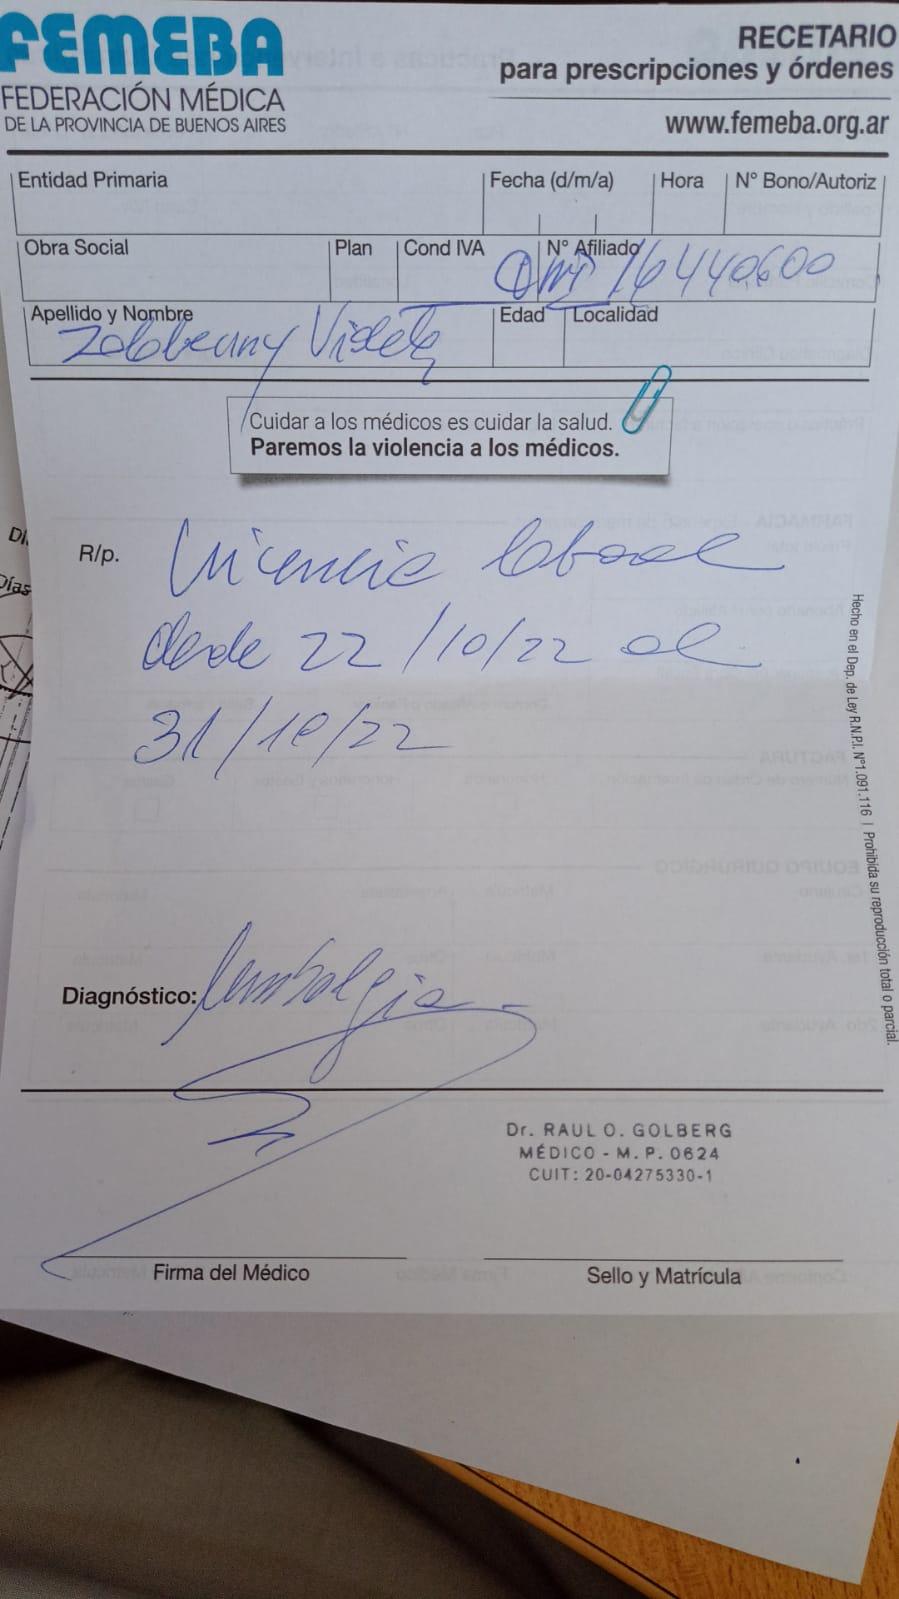 FEMEBA
FEDERACIÓN MÉDICA
DE LA PROVINCIA DE BUENOS AIRES
RECETARIO
para prescripciones y órdenes
www.femeba.org.ar
Entidad Primaria
Fecha (d/m/a)
Hora
N° Bono/Autoriz
Obra Social
Plan
Cond IVA
N° Afiliado
16440600
Apellido y Nombre
Edad
Localidad
Cuidar a los médicos es cuidar la salud.
Paremos la violencia a los médicos.
R/p.
Licencia laboral
desde 22/10/22 al
31/10/22
Diagnóstico: lumbalgia
Dr. RAUL O. GOLBERG
MÉDICO - M. P. 0624
CUIT: 20-04275330-1
Firma del Médico
Sello y Matrícula
Hecho en el Dep. de Ley R.N.P.I. N°1.091.116 | Prohibida su reproducción total o parcial.